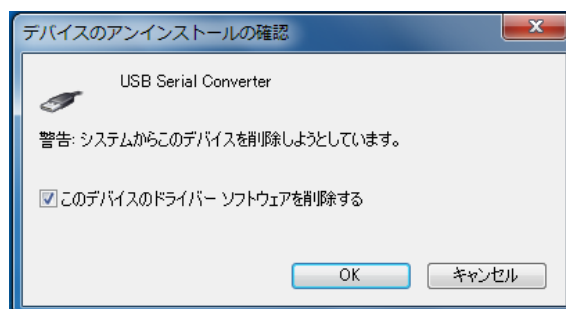 デバイスのアンインストールの確認
USB Serial Converter
警告: システムからこのデバイスを削除しようとしています。
このデバイスのドライバー ソフトウェアを削除する
OK
キャンセル